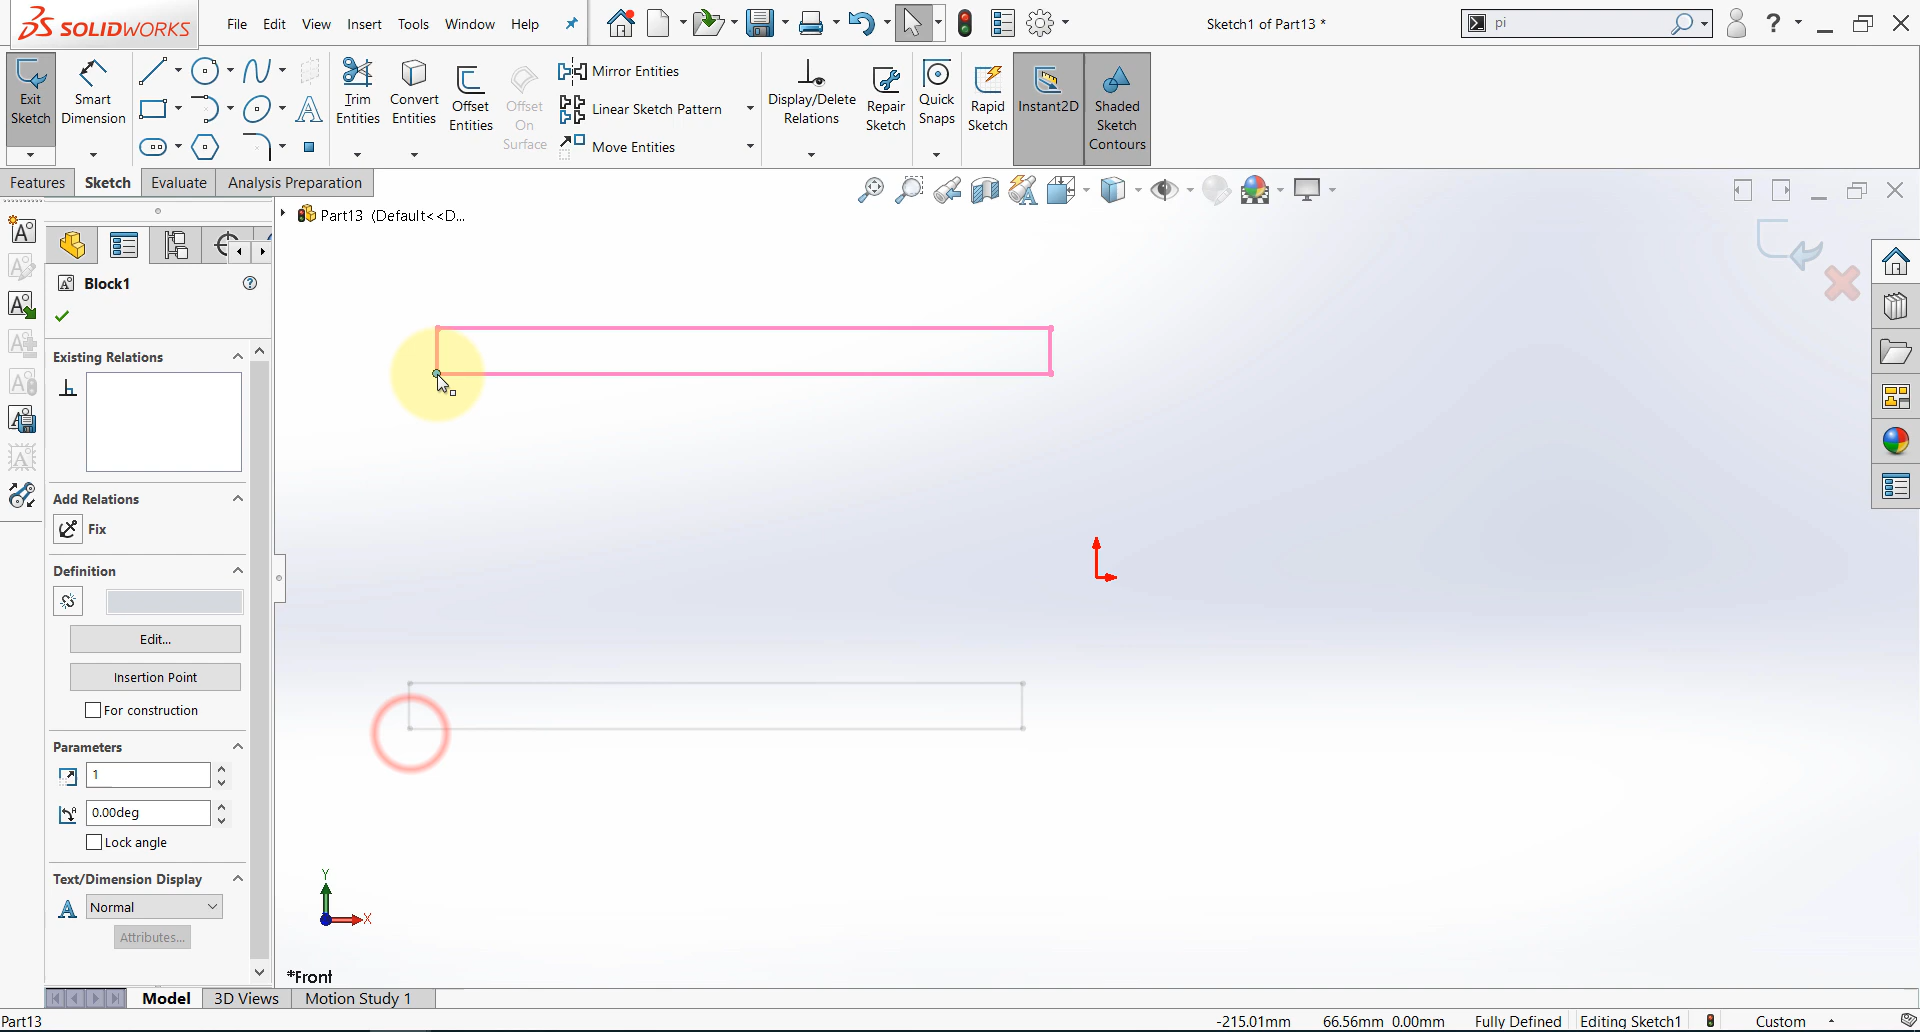 SOLIDWORKS
File Edit View Insert Tools Window Help
Sketch1 of Part13 *
pi
?
Exit Sketch
Smart Dimension
Trim Entities
Convert Entities
Offset Entities
Offset On Surface
Mirror Entities
Linear Sketch Pattern
Move Entities
Display/Delete Relations
Repair Sketch
Quick Snaps
Rapid Sketch
Instant2D
Shaded Sketch Contours
Features Sketch Evaluate Analysis Preparation
Part13 (Default<<D...
Block1
Existing Relations
Add Relations
Fix
Definition
Edit...
Insertion Point
For construction
Parameters
1
0.00deg
Lock angle
Text/Dimension Display
Normal
Attributes...
Y
X
*Front
Model 3D Views Motion Study 1
Part13
-215.01mm 66.56mm 0.00mm Fully Defined Editing Sketch1 Custom